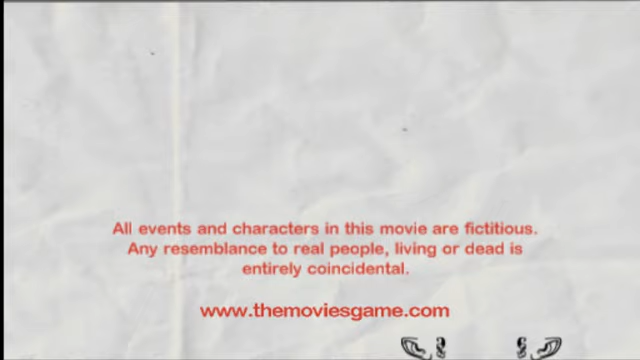 All events and characters in this movie are fictitious.
Any resemblance to real people, living or dead is
entirely coincidental.
www.themoviesgame.com